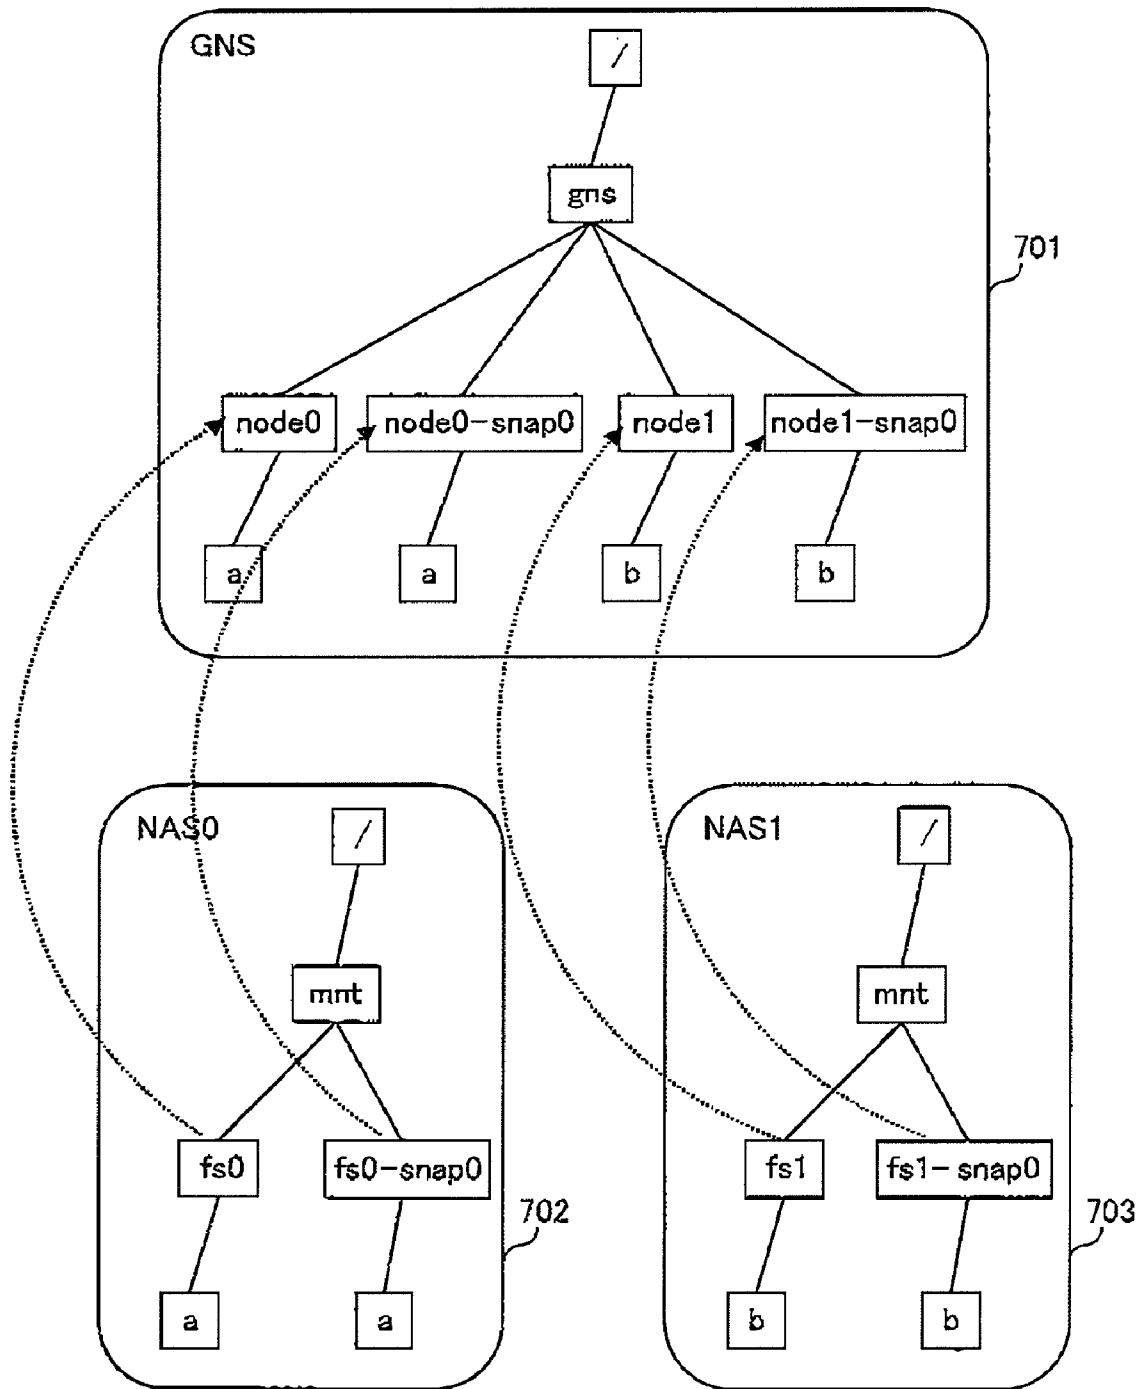 GNS
/
gns
701
node0 node0-snap0 node1 node1-snap0
a a b b
NAS0 NAS1
/ /
mnt mnt
fs0 fs0-snap0 fs1 fs1-snap0
702 703
a a b b